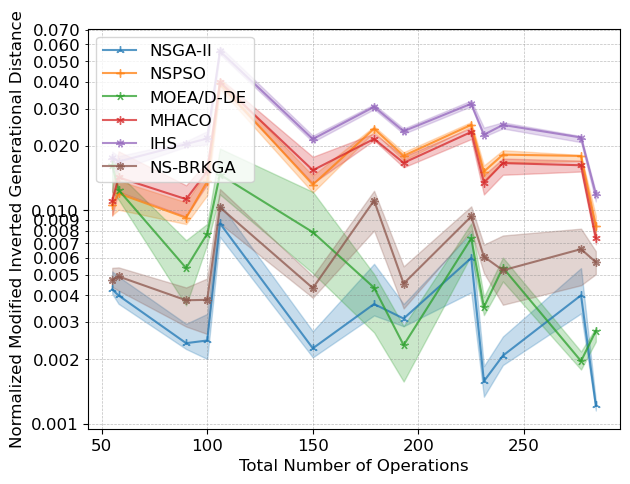 Normalized Modified Inverted Generational Distance
0.070
0.060
0.050
0.040
0.030
0.020
0.010
0.009
0.008
0.007
0.006
0.005
0.004
0.003
0.002
0.001
NSGA-II
NSPSO
MOEA/D-DE
MHACO
IHS
NS-BRKGA
50 100 150 200 250
Total Number of Operations